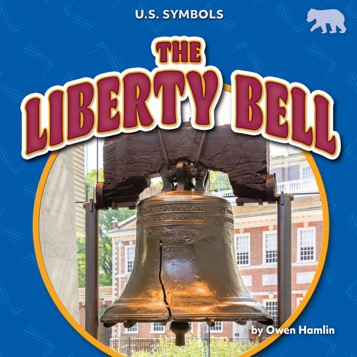 U.S. SYMBOLS
THE
LIBERTY BELL
by Owen Hamlin